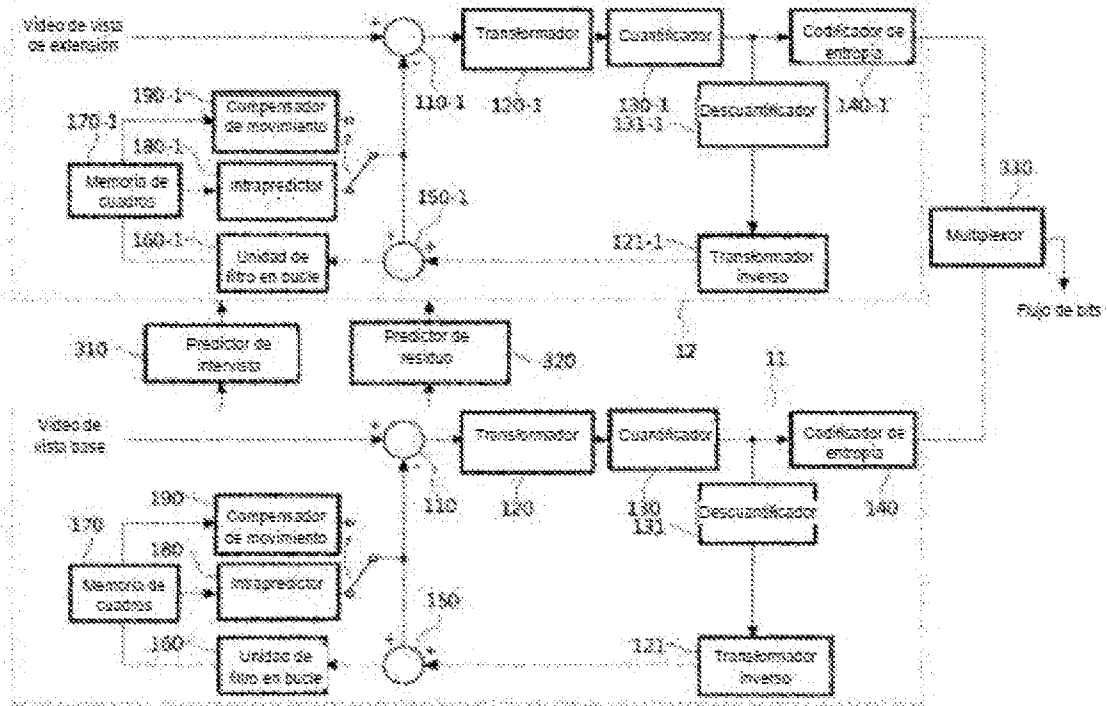 Vídeo de vista
de extensión
Transformador
Cuantificador
Codificador de
entropía
110-1
120-1
130-1
140-1
190-1
Compensador
de movimiento
131-1
Descuantificador
170-1
180-1
Memoria de
cuadros
Intrapredictor
150-1
330
160-1
Unidad de
filtro en bucle
121-1
Transformador
inverso
Multiplexor
Flujo de bits
310
Predictor de
intervista
Predictor de
residuo
320
12
11
Vídeo de
vista base
Transformador
Cuantificador
Codificador de
entropía
110
120
130
140
190
Compensador
de movimiento
131
Descuantificador
170
180
Memoria de
cuadros
Intrapredictor
150
160
Unidad de
filtro en bucle
121
Transformador
inverso